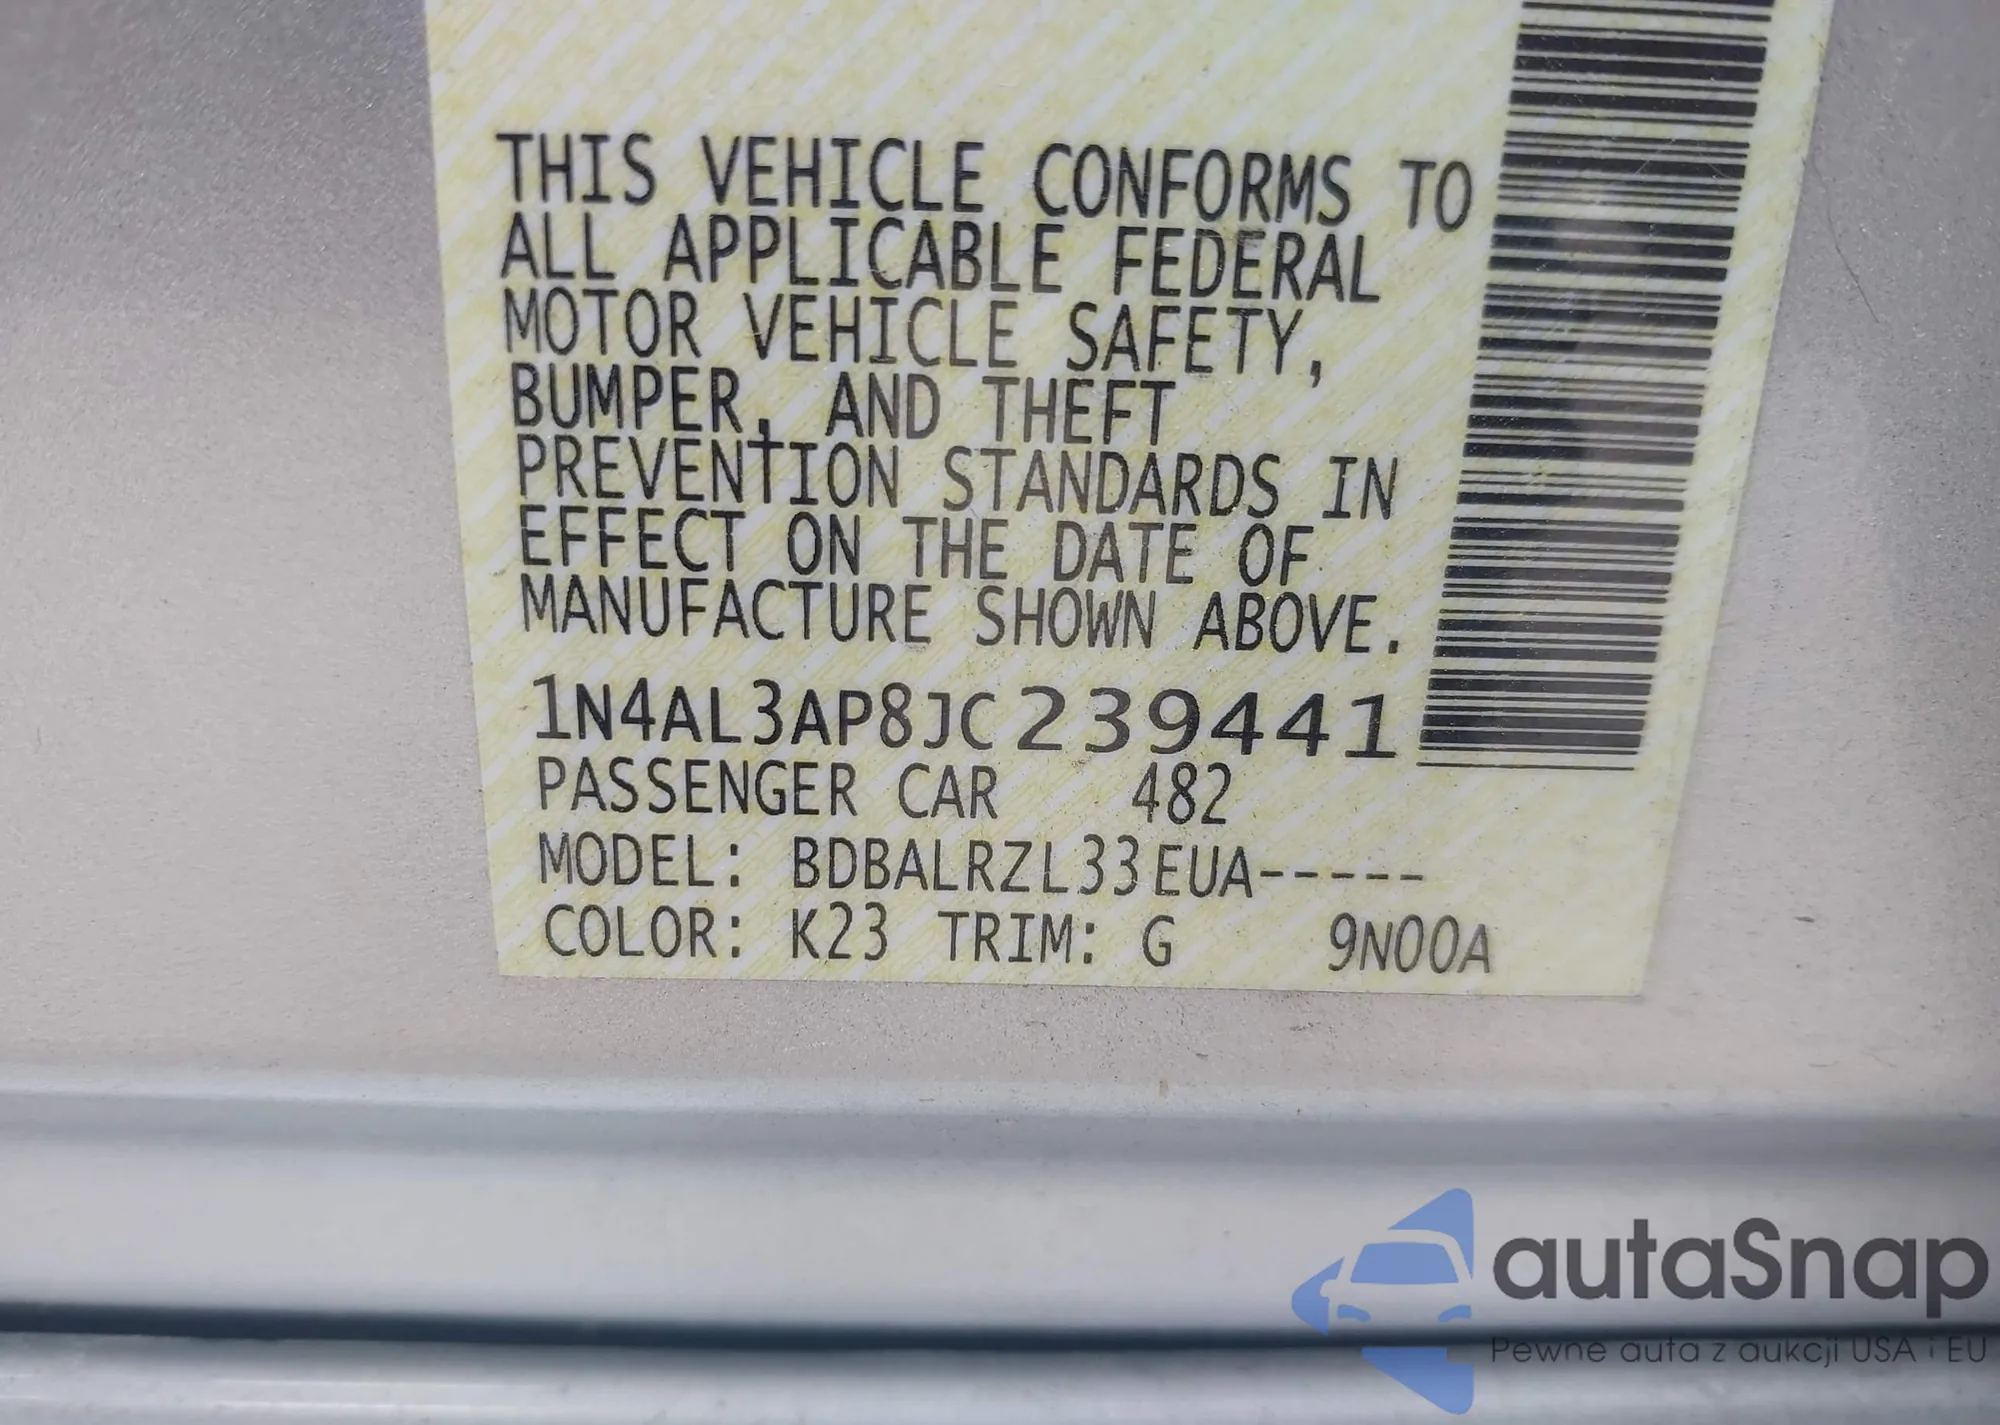 THIS VEHICLE CONFORMS TO
ALL APPLICABLE FEDERAL
MOTOR VEHICLE SAFETY,
BUMPER, AND THEFT
PREVENTION STANDARDS IN
EFFECT ON THE DATE OF
MANUFACTURE SHOWN ABOVE.
1N4AL3AP8JC239441
PASSENGER CAR 482
MODEL: BDBALRZL33EUA-----
COLOR: K23 TRIM: G 9N00A
autaSnap
Pewne auta z aukcji USA i EU